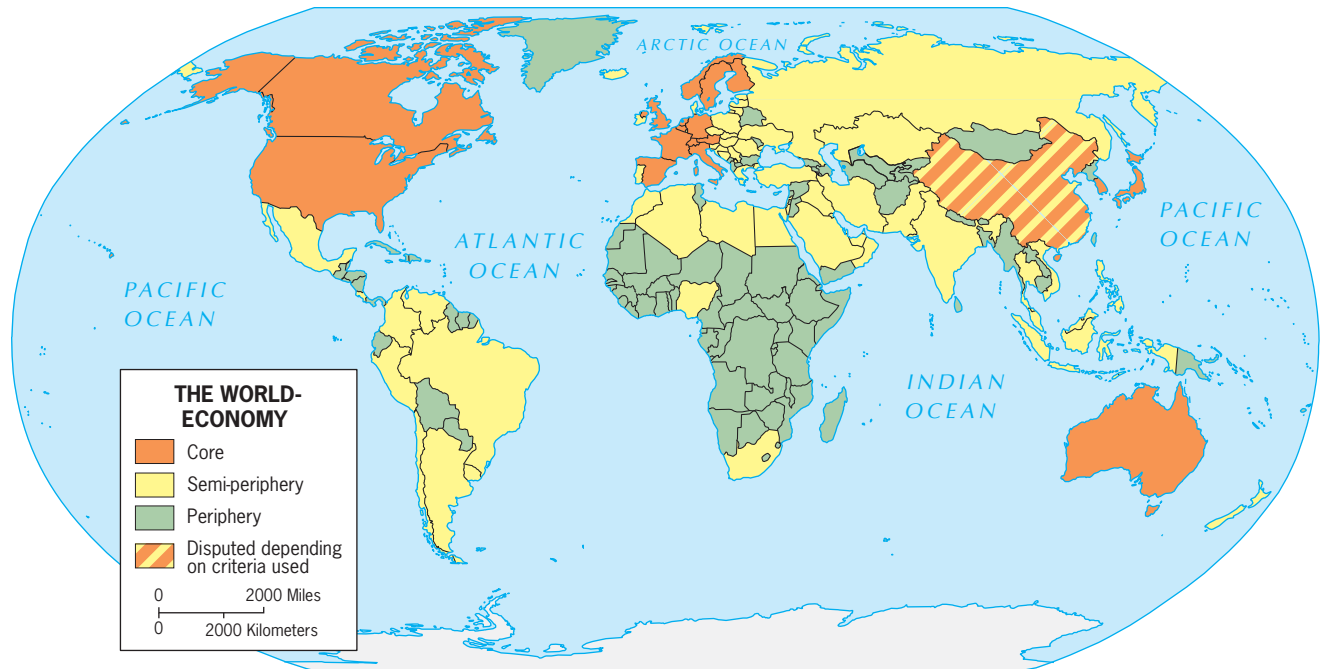 ARCTIC OCEAN
PACIFIC
OCEAN
ATLANTIC
OCEAN
PACIFIC
OCEAN
INDIAN
OCEAN
THE WORLD-
ECONOMY
Core
Semi-periphery
Periphery
Disputed depending
on criteria used
0 2000 Miles
0 2000 Kilometers